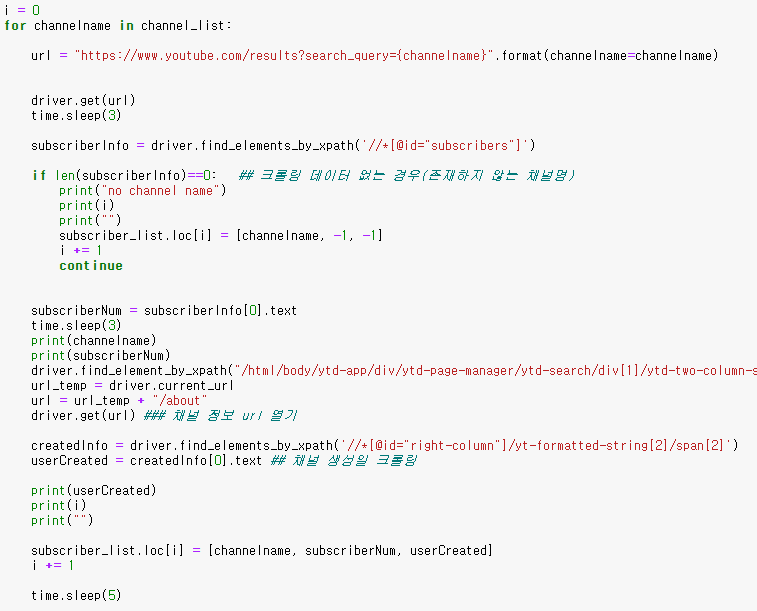 i = 0
for channelname in channel_list:
url = "https://www.youtube.com/results?search_query={channelname}".format(channelname=channelname)
driver.get(url)
time.sleep(3)
subscriberInfo = driver.find_elements_by_xpath('//*[@id="subscribers"]')
if len(subscriberInfo)==0:   ## 크롤링 데이터 없는 경우(존재하지 않는 채널명)
print("no channel name")
print(i)
print("")
subscriber_list.loc[i] = [channelname, -1, -1]
i += 1
continue
subscriberNum = subscriberInfo[0].text
time.sleep(3)
print(channelname)
print(subscriberNum)
driver.find_element_by_xpath("/html/body/ytd-app/div/ytd-page-manager/ytd-search/div[1]/ytd-two-column-s
url_temp = driver.current_url
url = url_temp + "/about"
driver.get(url) ### 채널 정보 url 열기
createdInfo = driver.find_elements_by_xpath('//*[@id="right-column"]/yt-formatted-string[2]/span[2]')
userCreated = createdInfo[0].text ## 채널 생성일 크롤링
print(userCreated)
print(i)
print("")
subscriber_list.loc[i] = [channelname, subscriberNum, userCreated]
i += 1
time.sleep(5)